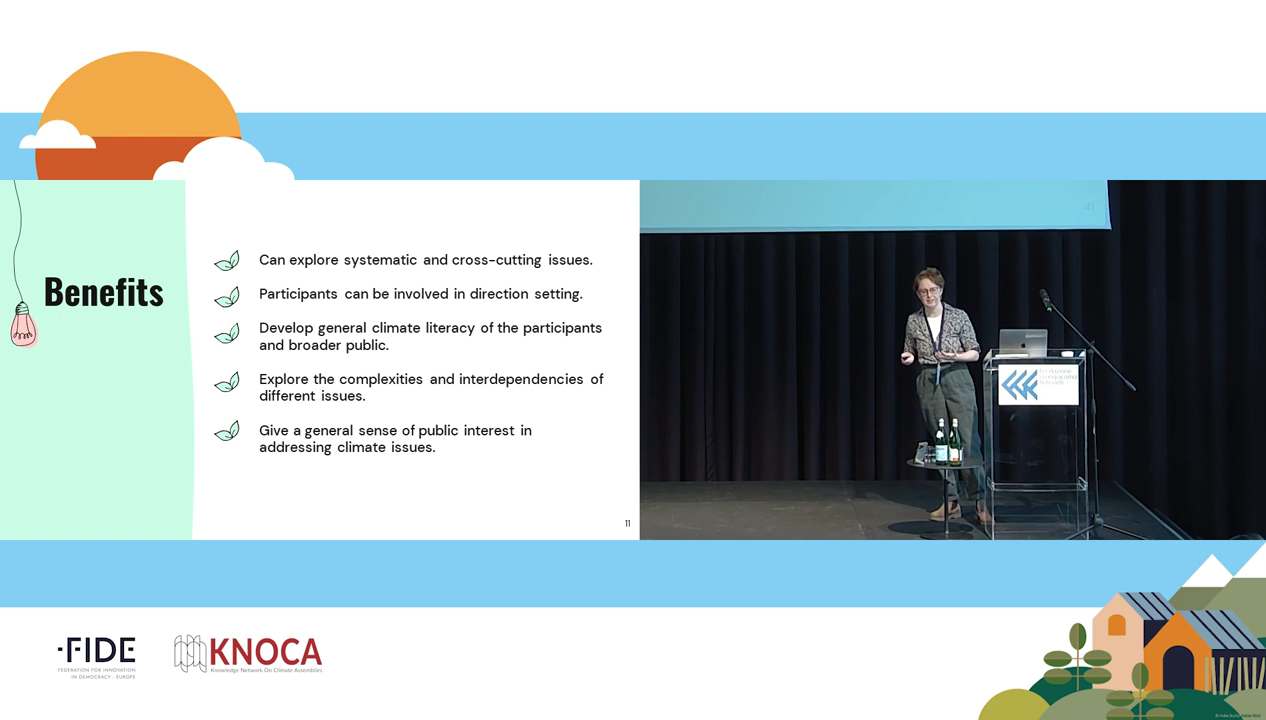 Benefits
Can explore systematic and cross-cutting issues.
Participants can be involved in direction setting.
Develop general climate literacy of the participants
and broader public.
Explore the complexities and interdependencies of
different issues.
Give a general sense of public interest in
addressing climate issues.
11
FIDE
FEDERATION FOR INNOVATION
IN DEMOCRACY - EUROPE
KNOCA
Knowledge Network On Climate Assemblies